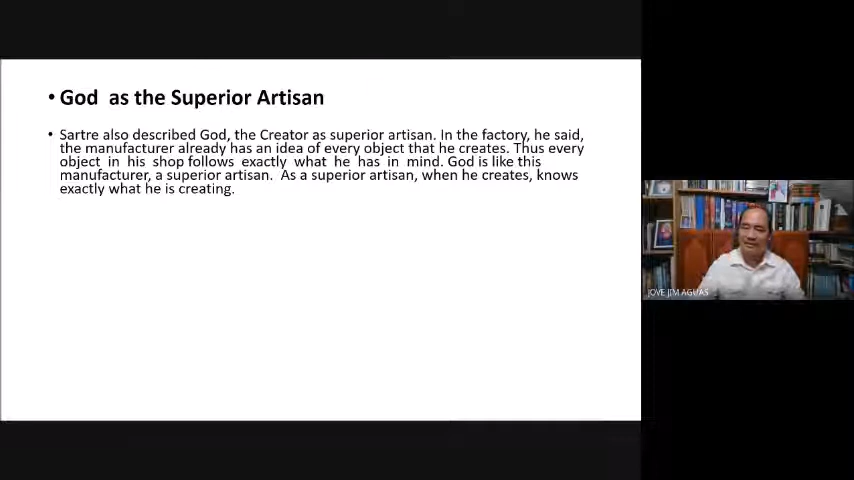 • God as the Superior Artisan
• Sartre also described God, the Creator as superior artisan. In the factory, he said,
the manufacturer already has an idea of every object that he creates. Thus every
object in his shop follows exactly what he has in mind. God is like this
manufacturer, a superior artisan. As a superior artisan, when he creates, knows
exactly what he is creating.
JOVE JIM AGUAS